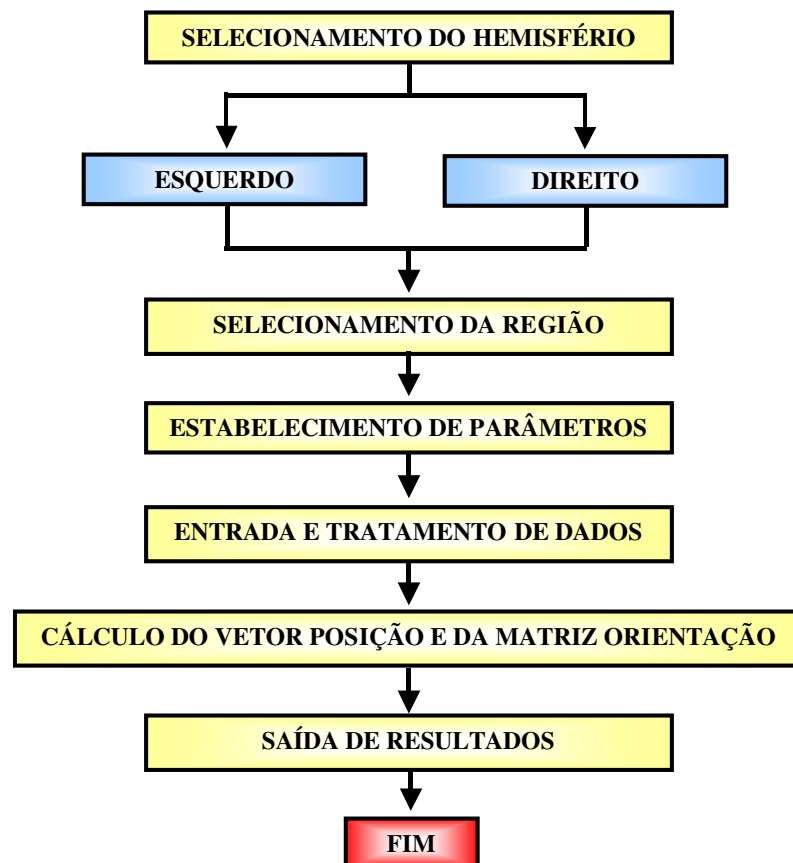 SELECIONAMENTO DO HEMISFÉRIO
ESQUERDO
DIREITO
SELECIONAMENTO DA REGIÃO
ESTABELECIMENTO DE PARÂMETROS
ENTRADA E TRATAMENTO DE DADOS
CÁLCULO DO VETOR POSIÇÃO E DA MATRIZ ORIENTAÇÃO
SAÍDA DE RESULTADOS
FIM